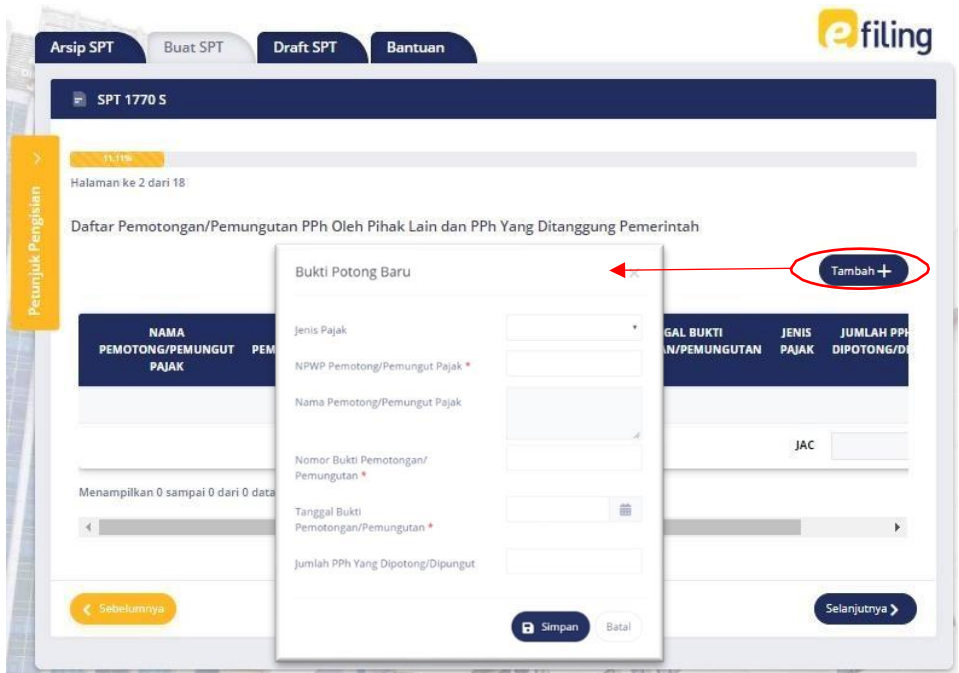 Arsip SPT
Buat SPT
Draft SPT
Bantuan
e filing
SPT 1770 S
11.11%
Halaman ke 2 dari 18
Petunjuk Pengisian
Daftar Pemotongan/Pemungutan PPh Oleh Pihak Lain dan PPh Yang Ditanggung Pemerintah
Tambah +
Bukti Potong Baru
×
NAMA
PEMOTONG/PEMUNGUT
PAJAK
PEM
GAL BUKTI
N/PEMUNGUTAN
JENIS
PAJAK
JUMLAH PPH
DIPOTONG/DI
JAC
Jenis Pajak
NPWP Pemotong/Pemungut Pajak *
Nama Pemotong/Pemungut Pajak
Nomor Bukti Pemotongan/
Pemungutan *
Tanggal Bukti
Pemotongan/Pemungutan *
Jumlah PPh Yang Dipotong/Dipungut
Simpan
Batal
Menampilkan 0 sampai 0 dari 0 data
Sebelumnya
Selanjutnya